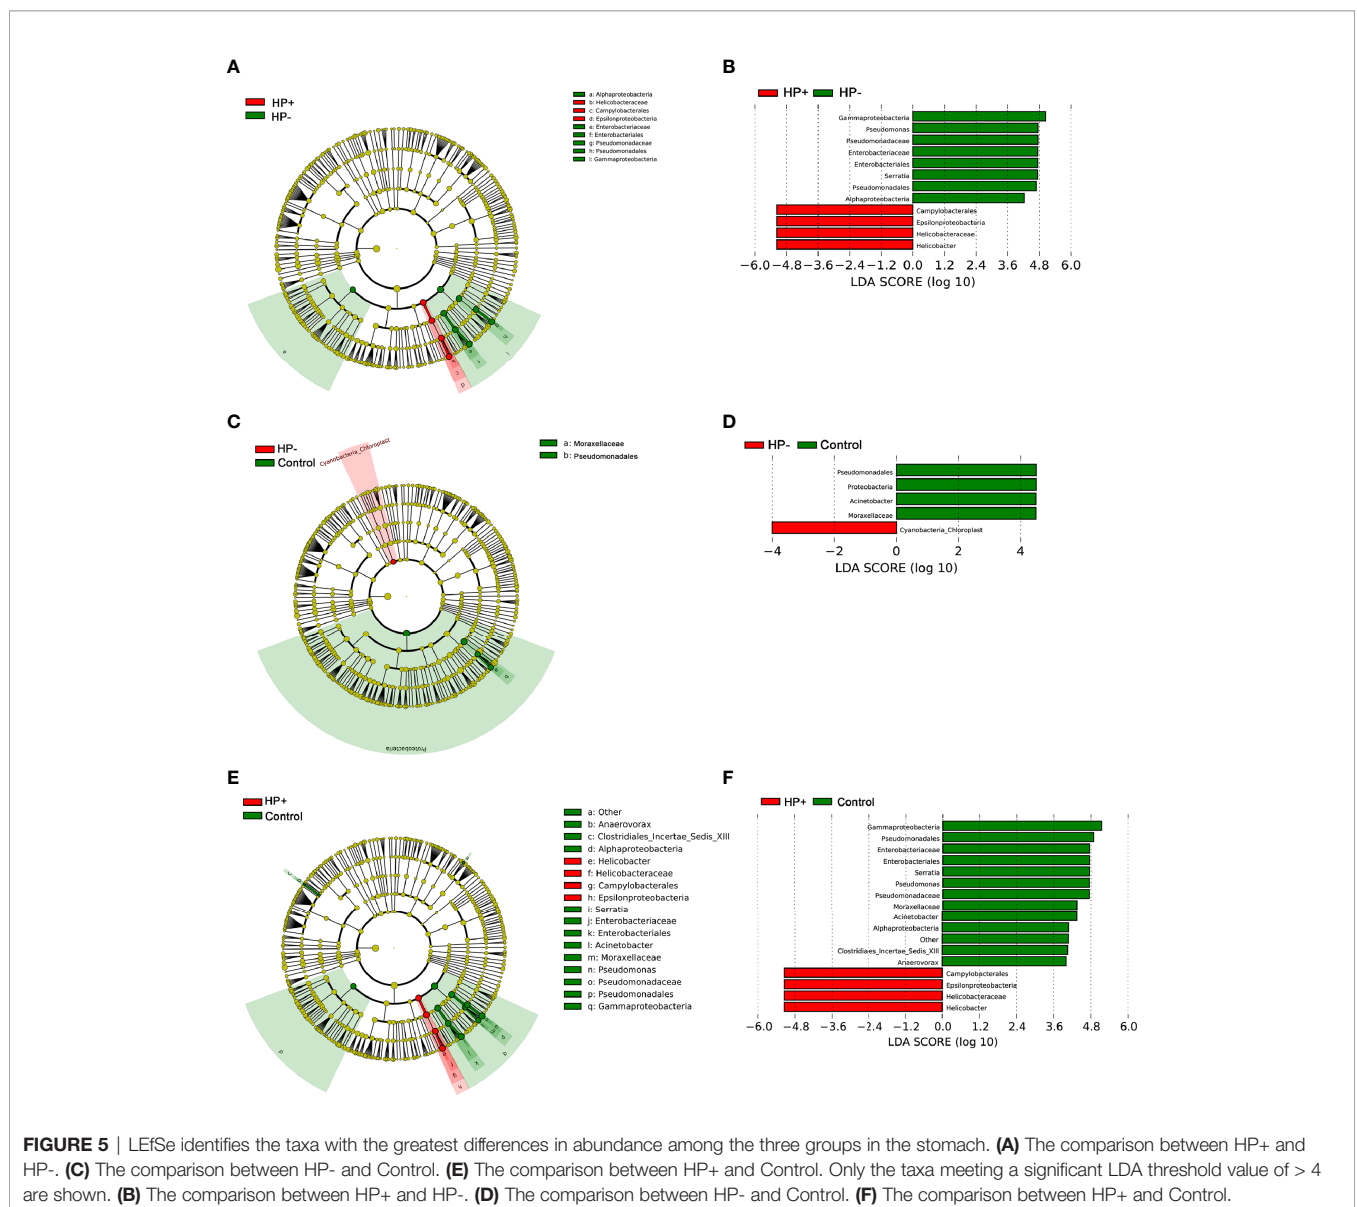 A
HP+
HP-
a: Alphaproteobacteria
b: Helicobacteraceae
c: Campylobacterales
d: Epsilonproteobacteria
e: Enterobacteriaceae
f: Enterobacteriales
g: Pseudomonadaceae
h: Pseudomonadales
i: Gammaproteobacteria
B
HP+ HP-
Gammaproteobacteria
Pseudomonas
Pseudomonadaceae
Enterobacteriaceae
Enterobacteriales
Serratia
Pseudomonadales
Alphaproteobacteria
Campylobacterales
Epsilonproteobacteria
Helicobacteraceae
Helicobacter
−6.0 −4.8 −3.6 −2.4 −1.2 0.0 1.2 2.4 3.6 4.8 6.0
LDA SCORE (log 10)
C
HP-
Control
Cyanobacteria_Chloroplast
a: Moraxellaceae
b: Pseudomonadales
Proteobacteria
D
HP- Control
Pseudomonadales
Proteobacteria
Acinetobacter
Moraxellaceae
Cyanobacteria_Chloroplast
−4 −2 0 2 4
LDA SCORE (log 10)
E
HP+
Control
a: Other
b: Anaerovorax
c: Clostridiales_Incertae_Sedis_XIII
d: Alphaproteobacteria
e: Helicobacter
f: Helicobacteraceae
g: Campylobacterales
h: Epsilonproteobacteria
i: Serratia
j: Enterobacteriaceae
k: Enterobacteriales
l: Acinetobacter
m: Moraxellaceae
n: Pseudomonas
o: Pseudomonadaceae
p: Pseudomonadales
q: Gammaproteobacteria
F
HP+ Control
Gammaproteobacteria
Pseudomonadales
Enterobacteriaceae
Enterobacteriales
Serratia
Pseudomonas
Pseudomonadaceae
Moraxellaceae
Acinetobacter
Alphaproteobacteria
Other
Clostridiales_Incertae_Sedis_XIII
Anaerovorax
Campylobacterales
Epsilonproteobacteria
Helicobacteraceae
Helicobacter
−6.0 −4.8 −3.6 −2.4 −1.2 0.0 1.2 2.4 3.6 4.8 6.0
LDA SCORE (log 10)
FIGURE 5 | LEfSe identifies the taxa with the greatest differences in abundance among the three groups in the stomach. (A) The comparison between HP+ and
HP-. (C) The comparison between HP- and Control. (E) The comparison between HP+ and Control. Only the taxa meeting a significant LDA threshold value of > 4
are shown. (B) The comparison between HP+ and HP-. (D) The comparison between HP- and Control. (F) The comparison between HP+ and Control.